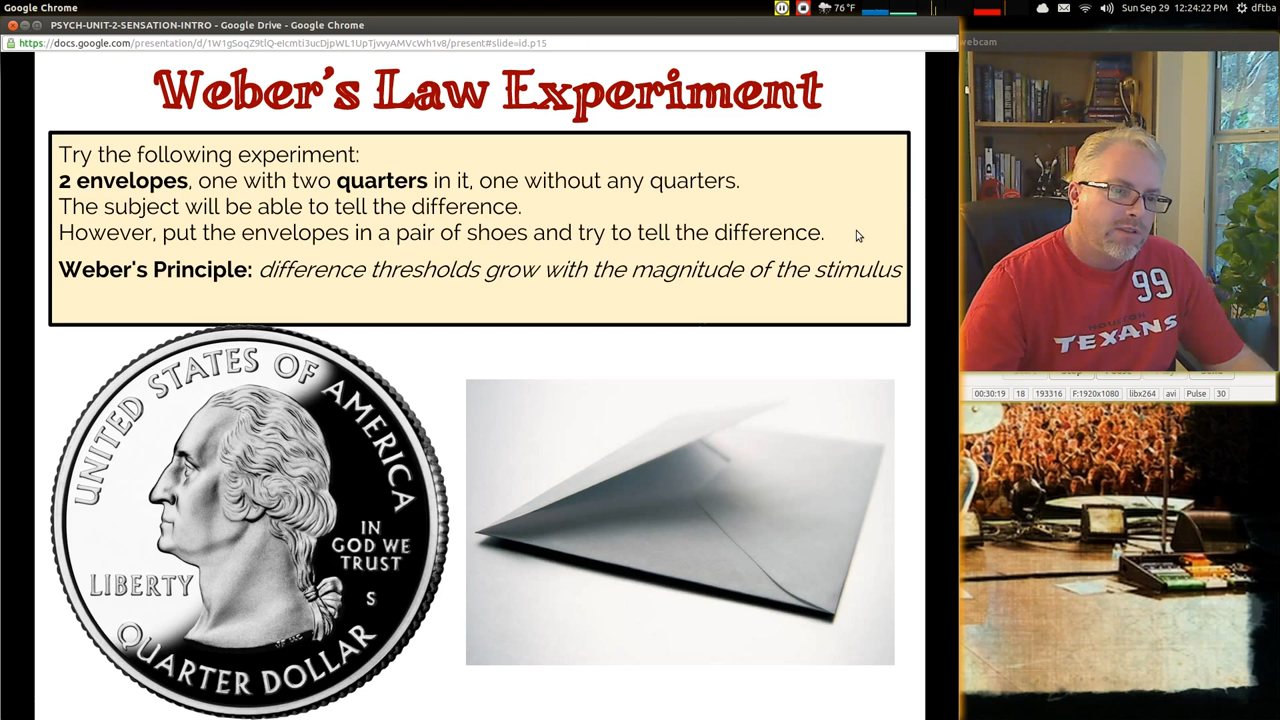 Google Chrome
76 °F
Sun Sep 29 12:24:22 PM
dftba
PSYCH-UNIT-2-SENSATION-INTRO - Google Drive - Google Chrome
webcam
Weber's Law Experiment
Try the following experiment:
2 envelopes, one with two quarters in it, one without any quarters.
The subject will be able to tell the difference.
However, put the envelopes in a pair of shoes and try to tell the difference.
Weber's Principle: difference thresholds grow with the magnitude of the stimulus
UNITED STATES OF AMERICA
LIBERTY
IN
GOD WE
TRUST
S
QUARTER DOLLAR
99
HOUSTON
TEXANS
00:30:19 18 193316 F:1920x1080 libx264 avi Pulse 30